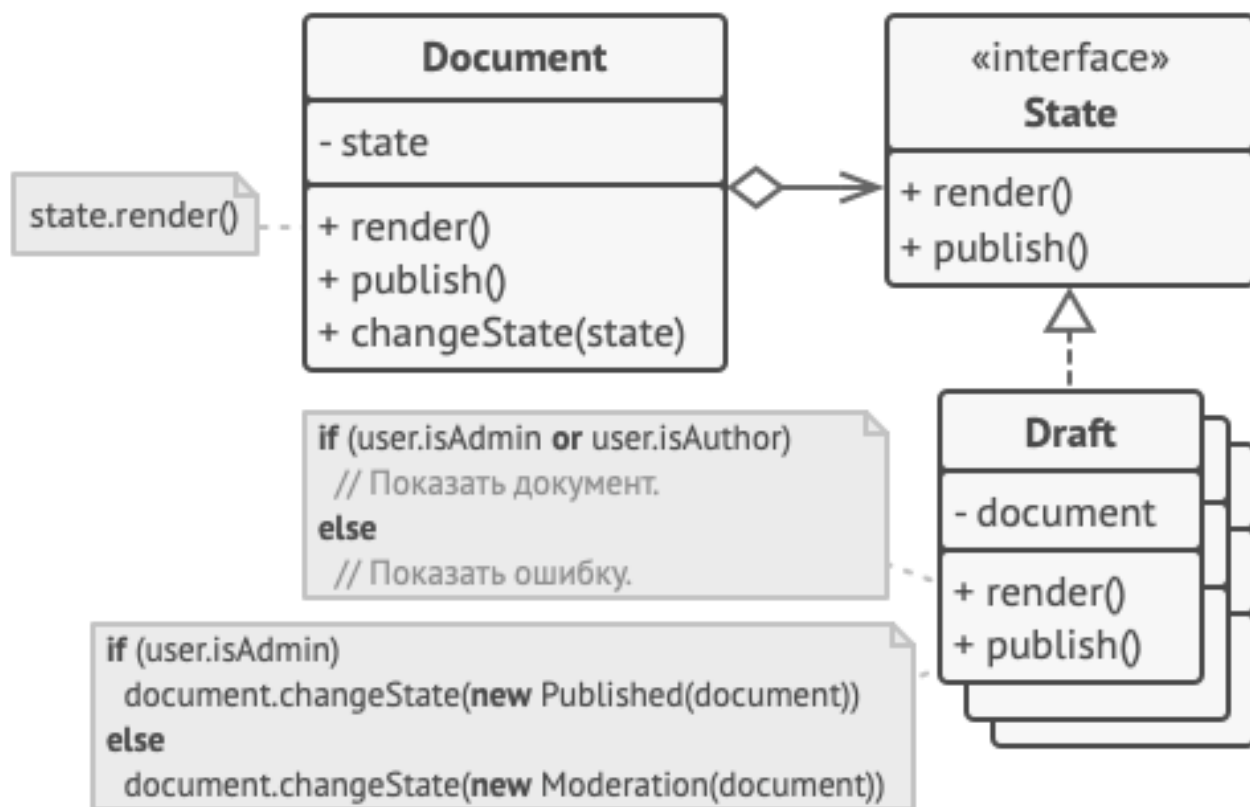 Document
- state
+ render()
+ publish()
+ changeState(state)
«interface»
State
+ render()
+ publish()
state.render()
if (user.isAdmin or user.isAuthor)
// Показать документ.
else
// Показать ошибку.
Draft
- document
+ render()
+ publish()
if (user.isAdmin)
document.changeState(new Published(document))
else
document.changeState(new Moderation(document))